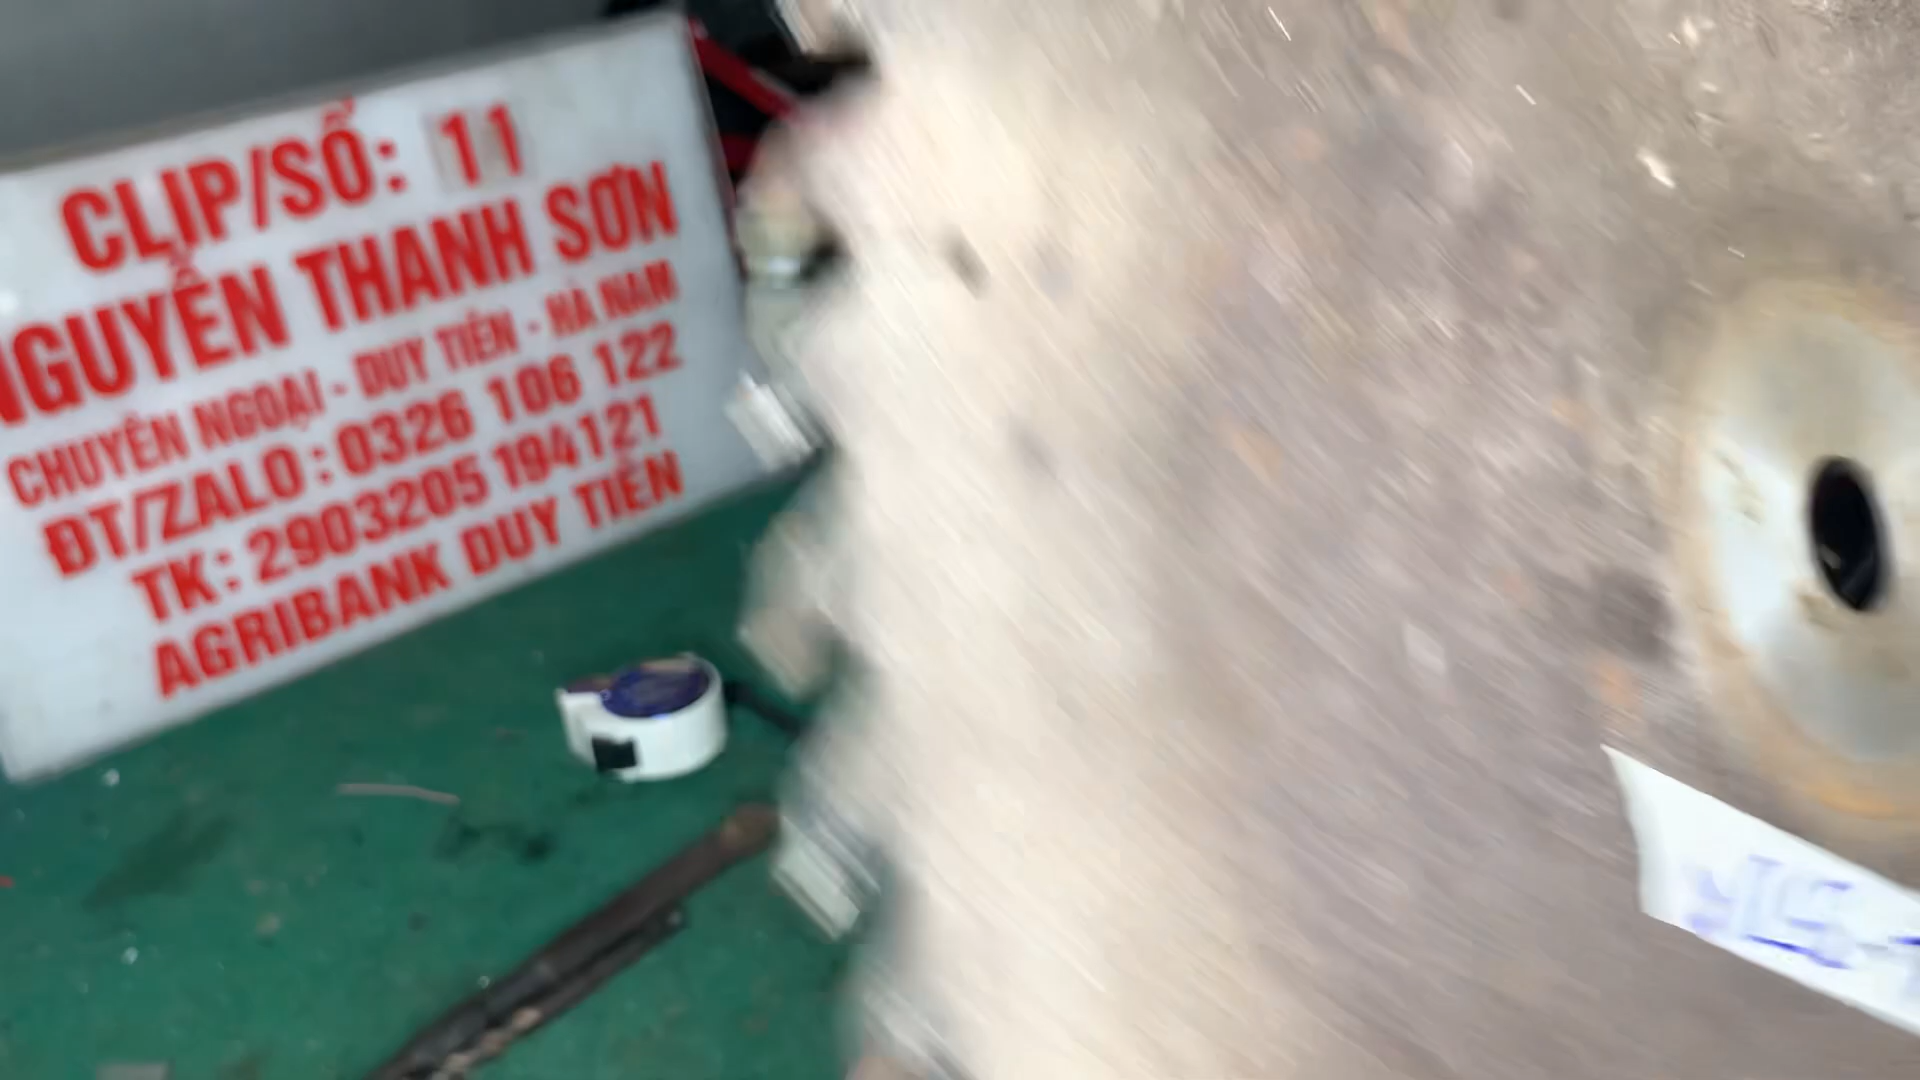 CLIP/SỐ: 11
NGUYỄN THANH SƠN
CHUYÊN NGOẠI - DUY TIÊN - HÀ NAM
ĐT/ZALO: 0326 106 122
TK: 2903205 194121
AGRIBANK DUY TIÊN